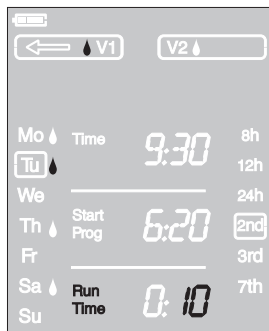 V1 V2
Mo Time 9:30 8h
Tu 12h
We 24h
Th Start Prog 6:20 2nd
Fr 3rd
Sa Run Time 0:10 7th
Su